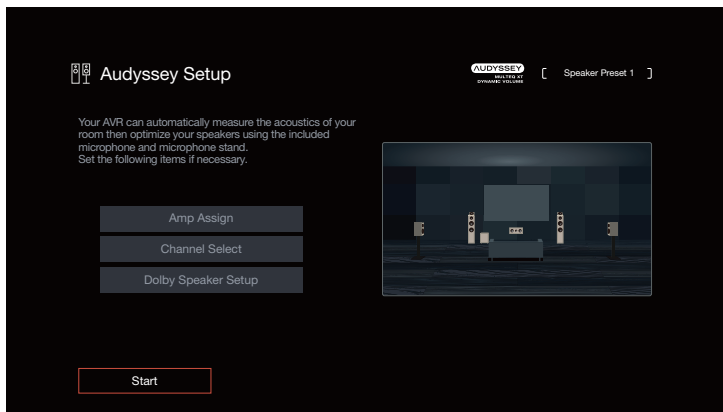 Audyssey Setup
AUDYSSEY
MULTEQ XT
DYNAMIC VOLUME
Speaker Preset 1
Your AVR can automatically measure the acoustics of your
room then optimize your speakers using the included
microphone and microphone stand.
Set the following items if necessary.
Amp Assign
Channel Select
Dolby Speaker Setup
Start